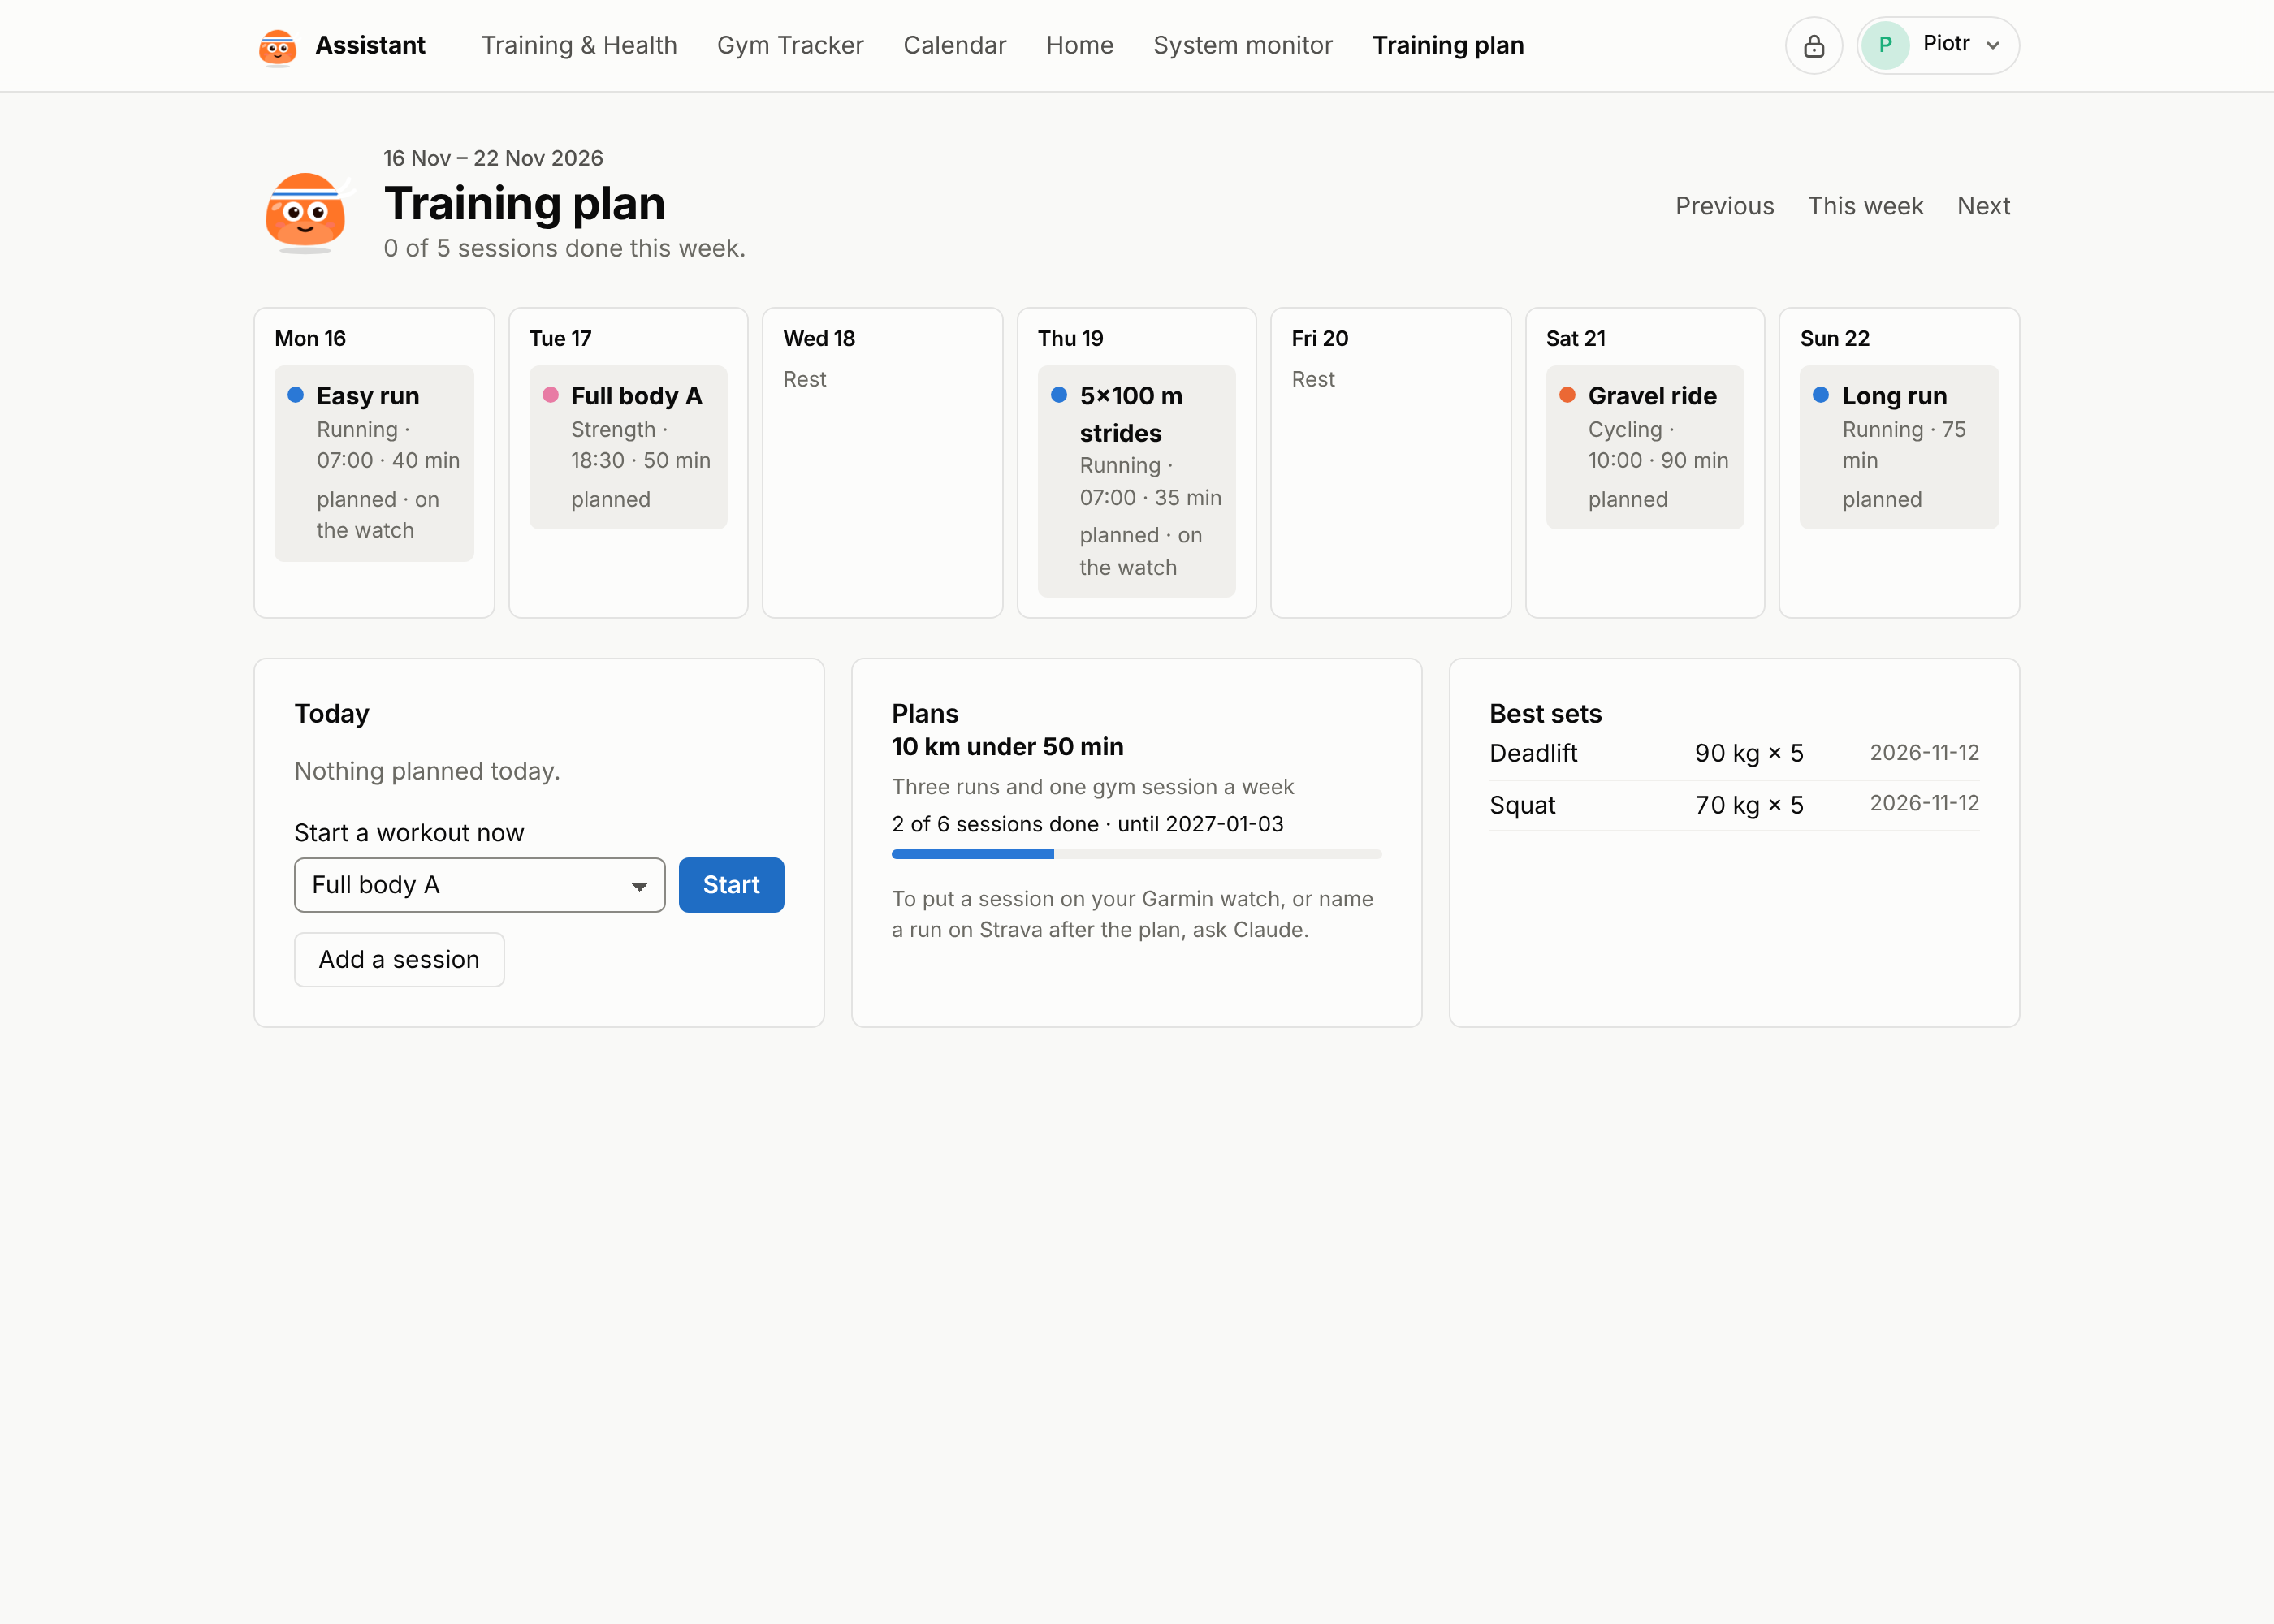 Assistant
Training & Health
Gym Tracker
Calendar
Home
System monitor
Training plan
P
Piotr
16 Nov – 22 Nov 2026
Training plan
0 of 5 sessions done this week.
Previous
This week
Next
Mon 16
Easy run
Running ·
07:00 · 40 min
planned · on
the watch
Tue 17
Full body A
Strength ·
18:30 · 50 min
planned
Wed 18
Rest
Thu 19
5×100 m
strides
Running ·
07:00 · 35 min
planned · on
the watch
Fri 20
Rest
Sat 21
Gravel ride
Cycling ·
10:00 · 90 min
planned
Sun 22
Long run
Running · 75
min
planned
Today
Nothing planned today.
Start a workout now
Full body A
Start
Add a session
Plans
10 km under 50 min
Three runs and one gym session a week
2 of 6 sessions done · until 2027-01-03
To put a session on your Garmin watch, or name
a run on Strava after the plan, ask Claude.
Best sets
Deadlift 90 kg × 5 2026-11-12
Squat 70 kg × 5 2026-11-12